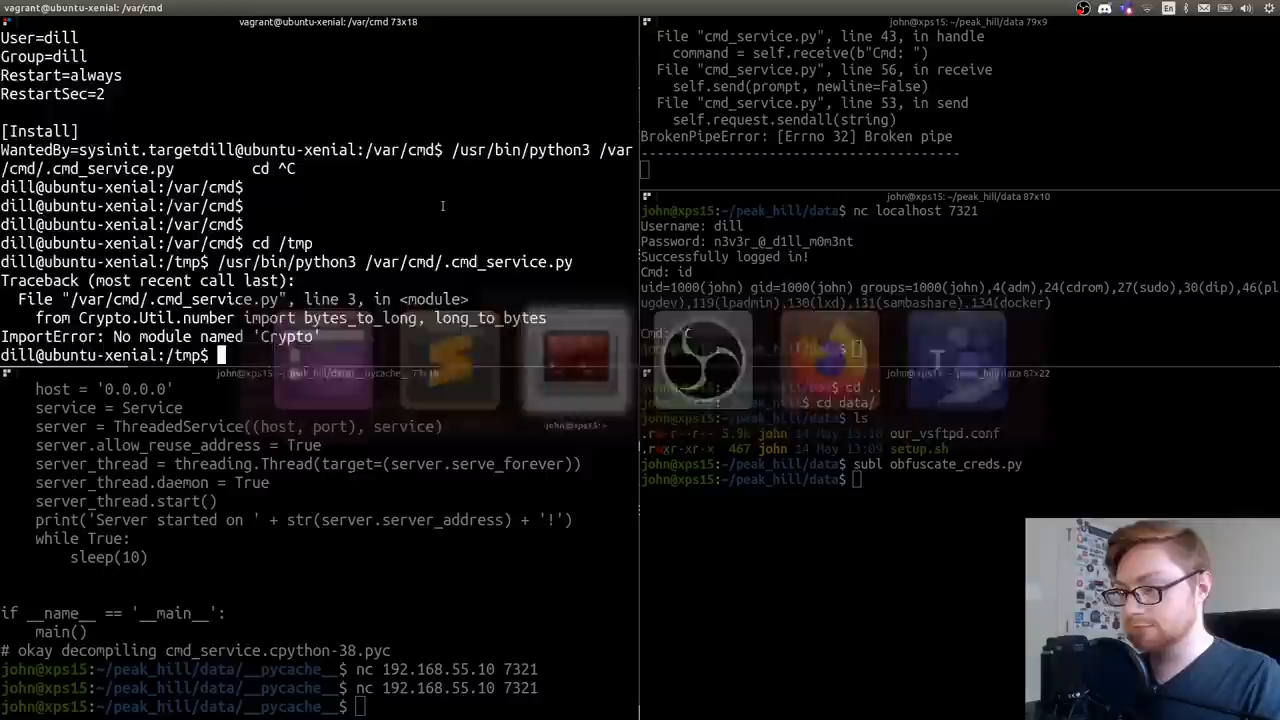 vagrant@ubuntu-xenial: /var/cmd
En
vagrant@ubuntu-xenial: /var/cmd 73x18
User=dill
Group=dill
Restart=always
RestartSec=2
[Install]
WantedBy=sysinit.targetdill@ubuntu-xenial:/var/cmd$ /usr/bin/python3 /var
/cmd/.cmd_service.py          cd ^C
dill@ubuntu-xenial:/var/cmd$
dill@ubuntu-xenial:/var/cmd$
dill@ubuntu-xenial:/var/cmd$
dill@ubuntu-xenial:/var/cmd$ cd /tmp
dill@ubuntu-xenial:/tmp$ /usr/bin/python3 /var/cmd/.cmd_service.py
Traceback (most recent call last):
  File "/var/cmd/.cmd_service.py", line 3, in <module>
    from Crypto.Util.number import bytes_to_long, long_to_bytes
ImportError: No module named 'Crypto'
dill@ubuntu-xenial:/tmp$
john@xps15:~
john@xps15: ~/peak_hill/data 79x9
  File "cmd_service.py", line 43, in handle
    command = self.receive(b"Cmd: ")
  File "cmd_service.py", line 56, in receive
    self.send(prompt, newline=False)
  File "cmd_service.py", line 53, in send
    self.request.sendall(string)
BrokenPipeError: [Errno 32] Broken pipe
----------------------------------------
john@xps15: ~/peak_hill/data 87x10
john@xps15:~/peak_hill/data$ nc localhost 7321
Username: dill
Password: n3v3r_@_d1ll_m0m3nt
Successfully logged in!
Cmd: id
uid=1000(john) gid=1000(john) groups=1000(john),4(adm),24(cdrom),27(sudo),30(dip),46(pl
ugdev),119(lpadmin),130(lxd),131(sambashare),134(docker)
Cmd: ^C
    host = '0.0.0.0'
    service = Service
    server = ThreadedService((host, port), service)
    server.allow_reuse_address = True
    server_thread = threading.Thread(target=(server.serve_forever))
    server_thread.daemon = True
    server_thread.start()
    print('Server started on ' + str(server.server_address) + '!')
    while True:
        sleep(10)
if __name__ == '__main__':
    main()
# okay decompiling cmd_service.cpython-38.pyc
john@xps15:~/peak_hill/data/__pycache__$ nc 192.168.55.10 7321
john@xps15:~/peak_hill/data/__pycache__$ nc 192.168.55.10 7321
john@xps15:~/peak_hill/data/__pycache__$
john@xps15: ~/peak_hill/data 87x22
$ cd ..
$ cd data/
john@xps15:~/peak_hill/data$ ls
5.9k john 14 May 13:18 our_vsftpd.conf
467 john 14 May 13:09 setup.sh
john@xps15:~/peak_hill/data$ subl obfuscate_creds.py
john@xps15:~/peak_hill/data$